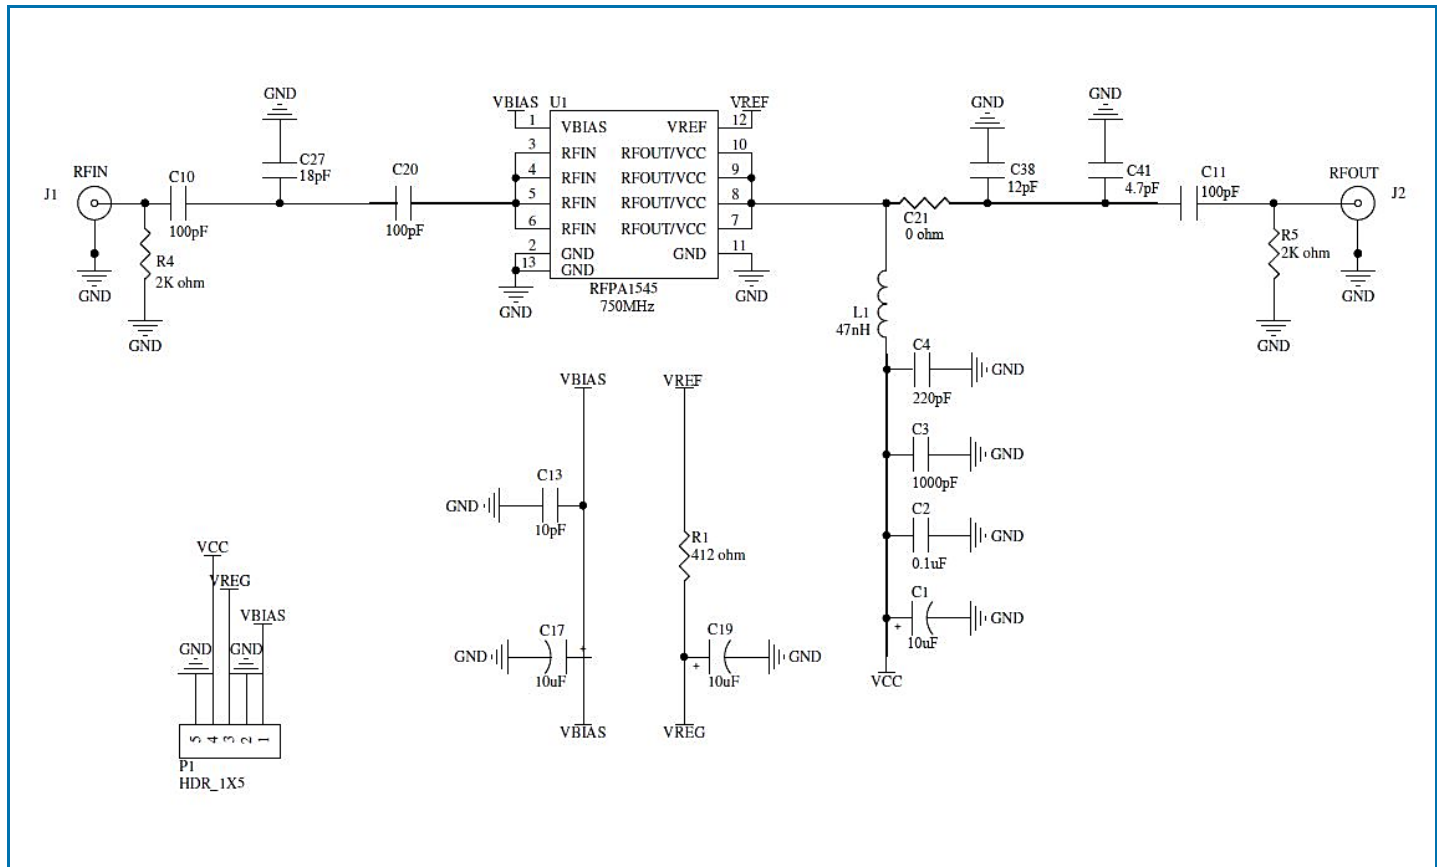 GND
GND
GND
VBIAS
U1
VREF
1
VBIAS
VREF
12
3
RFIN
RFOUT/VCC
10
4
RFIN
RFOUT/VCC
9
5
RFIN
RFOUT/VCC
8
6
RFIN
RFOUT/VCC
7
2
GND
GND
11
13
GND
RFPA1545
750MHz
GND
GND
RFIN
J1
C10
100pF
C27
18pF
C20
100pF
R4
2K ohm
GND
GND
C38
12pF
C41
4.7pF
C11
100pF
RFOUT
J2
C21
0 ohm
R5
2K ohm
GND
GND
L1
47nH
C4
GND
220pF
C3
GND
1000pF
C2
GND
0.1uF
C1
GND
+
10uF
VCC
VBIAS
VREF
C13
GND
10pF
R1
412 ohm
C17
+
GND
10uF
C19
GND
+
10uF
VBIAS
VREG
VCC
VREG
VBIAS
GND
GND
5
4
3
2
1
P1
HDR_1X5